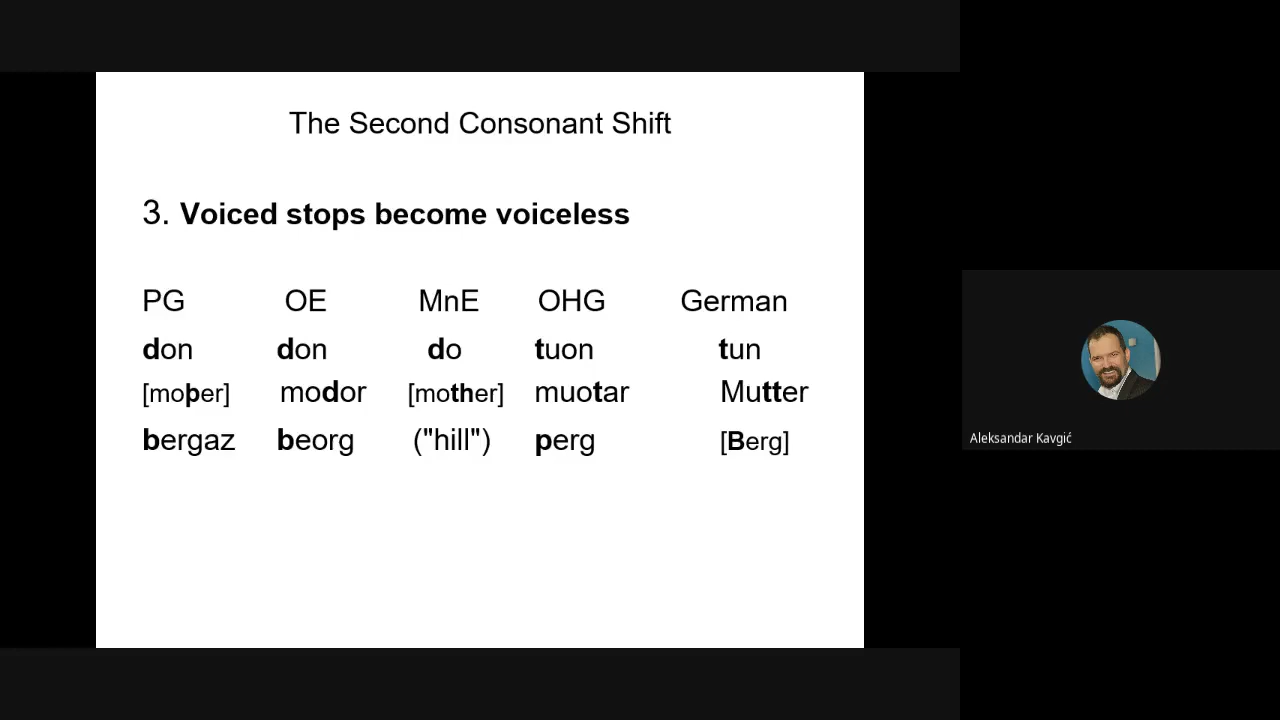 The Second Consonant Shift
3. Voiced stops become voiceless
PG OE MnE OHG German
don don do tuon tun
[moþer] modor [mother] muotar Mutter
bergaz beorg ("hill") perg [Berg]
Aleksandar Kavgić